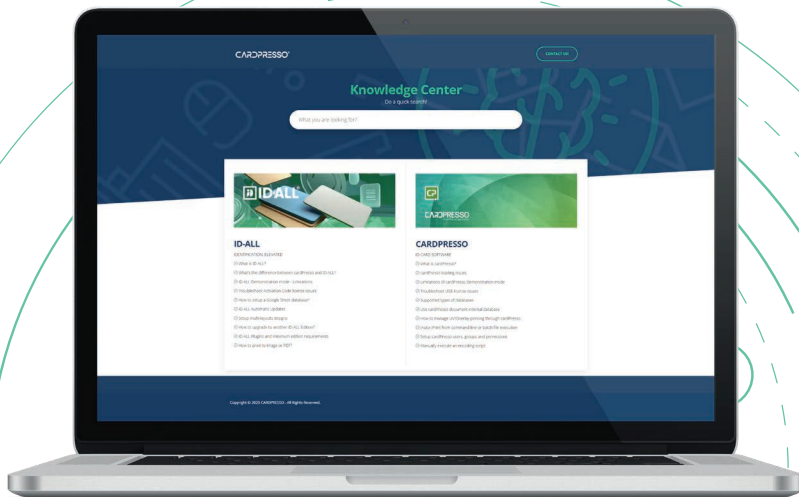 CARDPRESSO
CONTACT US
Knowledge Center
Do a quick search!
What you are looking for?
ID-ALL
CARDPRESSO
ID-ALL
IDENTIFICATION, ELEVATED
What is ID-ALL?
What's the difference between cardPresso and ID-ALL?
ID-ALL Demonstration mode - Limitations
Troubleshoot Activation Code license issues
How to setup a Google Sheet database?
ID-ALL Automatic Updates
Setup multi-layouts designs
How to upgrade to another ID-ALL Edition?
ID-ALL Plugins and minimum edition requirements
How to print to image or PDF?
CARDPRESSO
ID CARD SOFTWARE
What is cardPresso?
cardPresso loading issues
Limitations of cardPresso Demonstration mode
Troubleshoot USB license issues
Supported types of databases
Use cardPresso document internal database
How to manage UV/Overlay printing through cardPresso
Make Print from command line or batch file execution
Setup cardPresso users, groups and permissions
Manually execute an encoding script
Copyright © 2025 CARDPRESSO . All Rights Reserved.